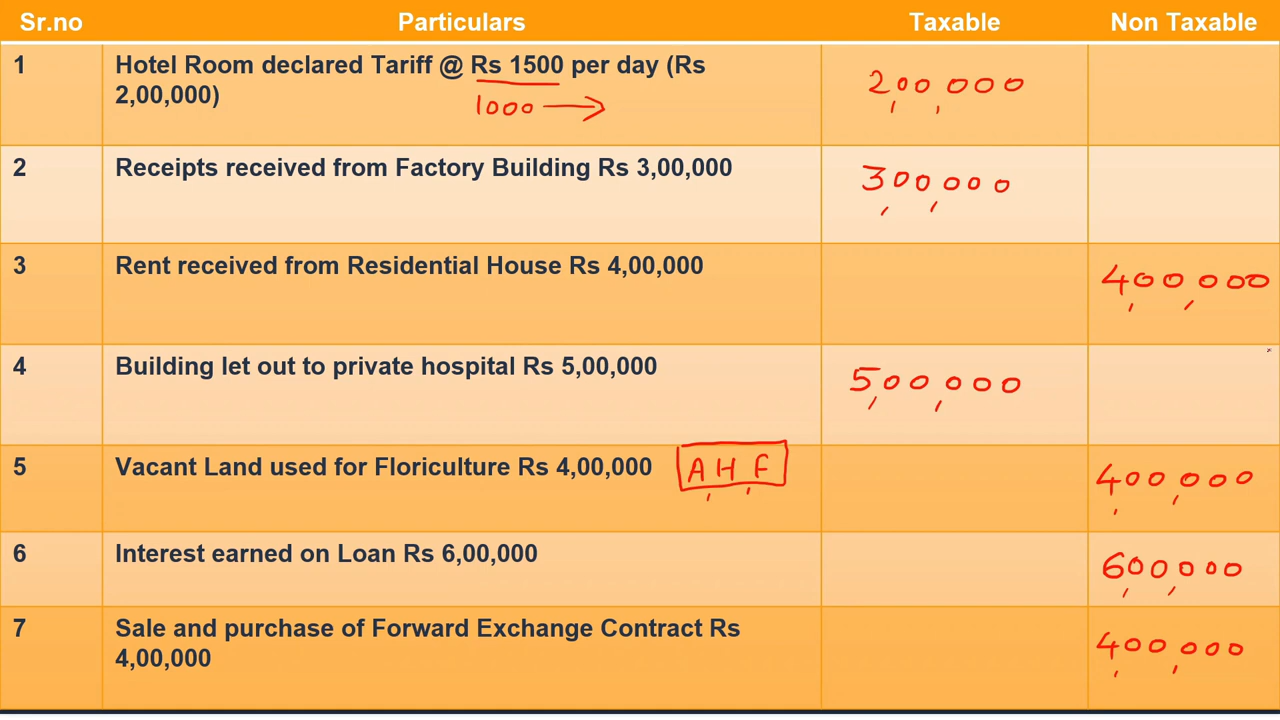 Sr.no Particulars Taxable Non Taxable
1 Hotel Room declared Tariff @ Rs 1500 per day (Rs
2,00,000)
1000
2,00,000
2 Receipts received from Factory Building Rs 3,00,000
3,00,000
3 Rent received from Residential House Rs 4,00,000
4,00,000
4 Building let out to private hospital Rs 5,00,000
5,00,000
5 Vacant Land used for Floriculture Rs 4,00,000
A, H, F
4,00,000
6 Interest earned on Loan Rs 6,00,000
6,00,000
7 Sale and purchase of Forward Exchange Contract Rs
4,00,000
4,00,000